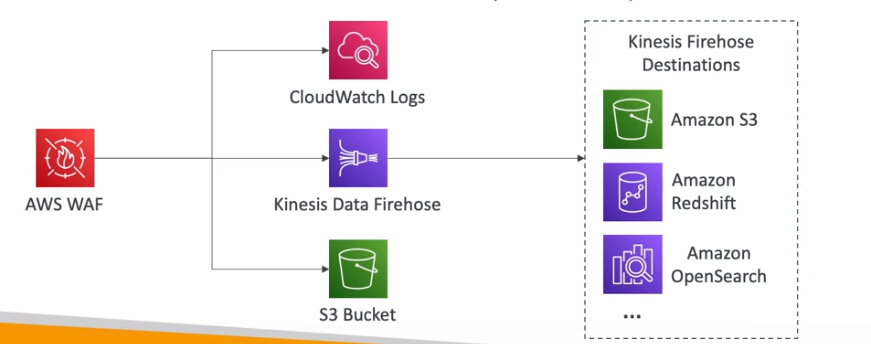 CloudWatch Logs
AWS WAF
Kinesis Data Firehose
S3 Bucket
Kinesis Firehose
Destinations
Amazon S3
Amazon
Redshift
Amazon
OpenSearch
...